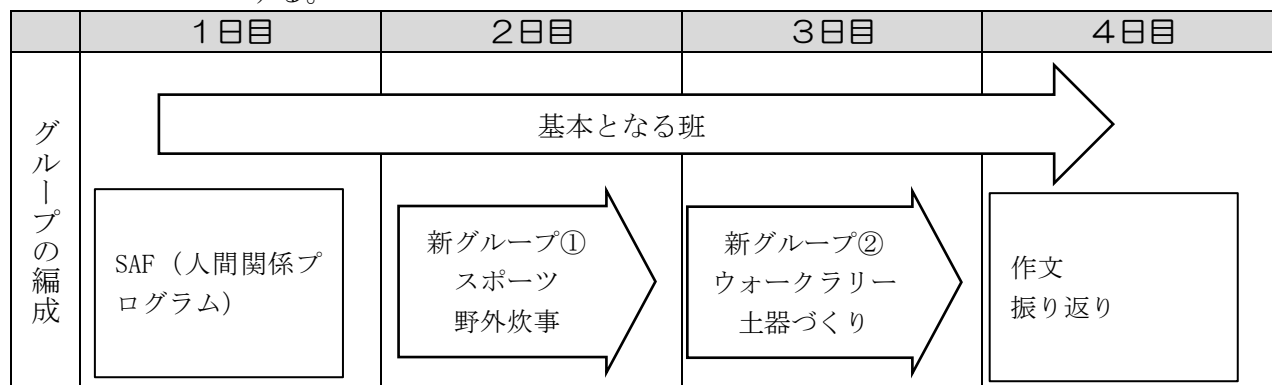 する。
１日目
２日目
３日目
４日目
グループの編成
基本となる班
SAF（人間関係プ
ログラム）
新グループ①
スポーツ
野外炊事
新グループ②
ウォークラリー
土器づくり
作文
振り返り